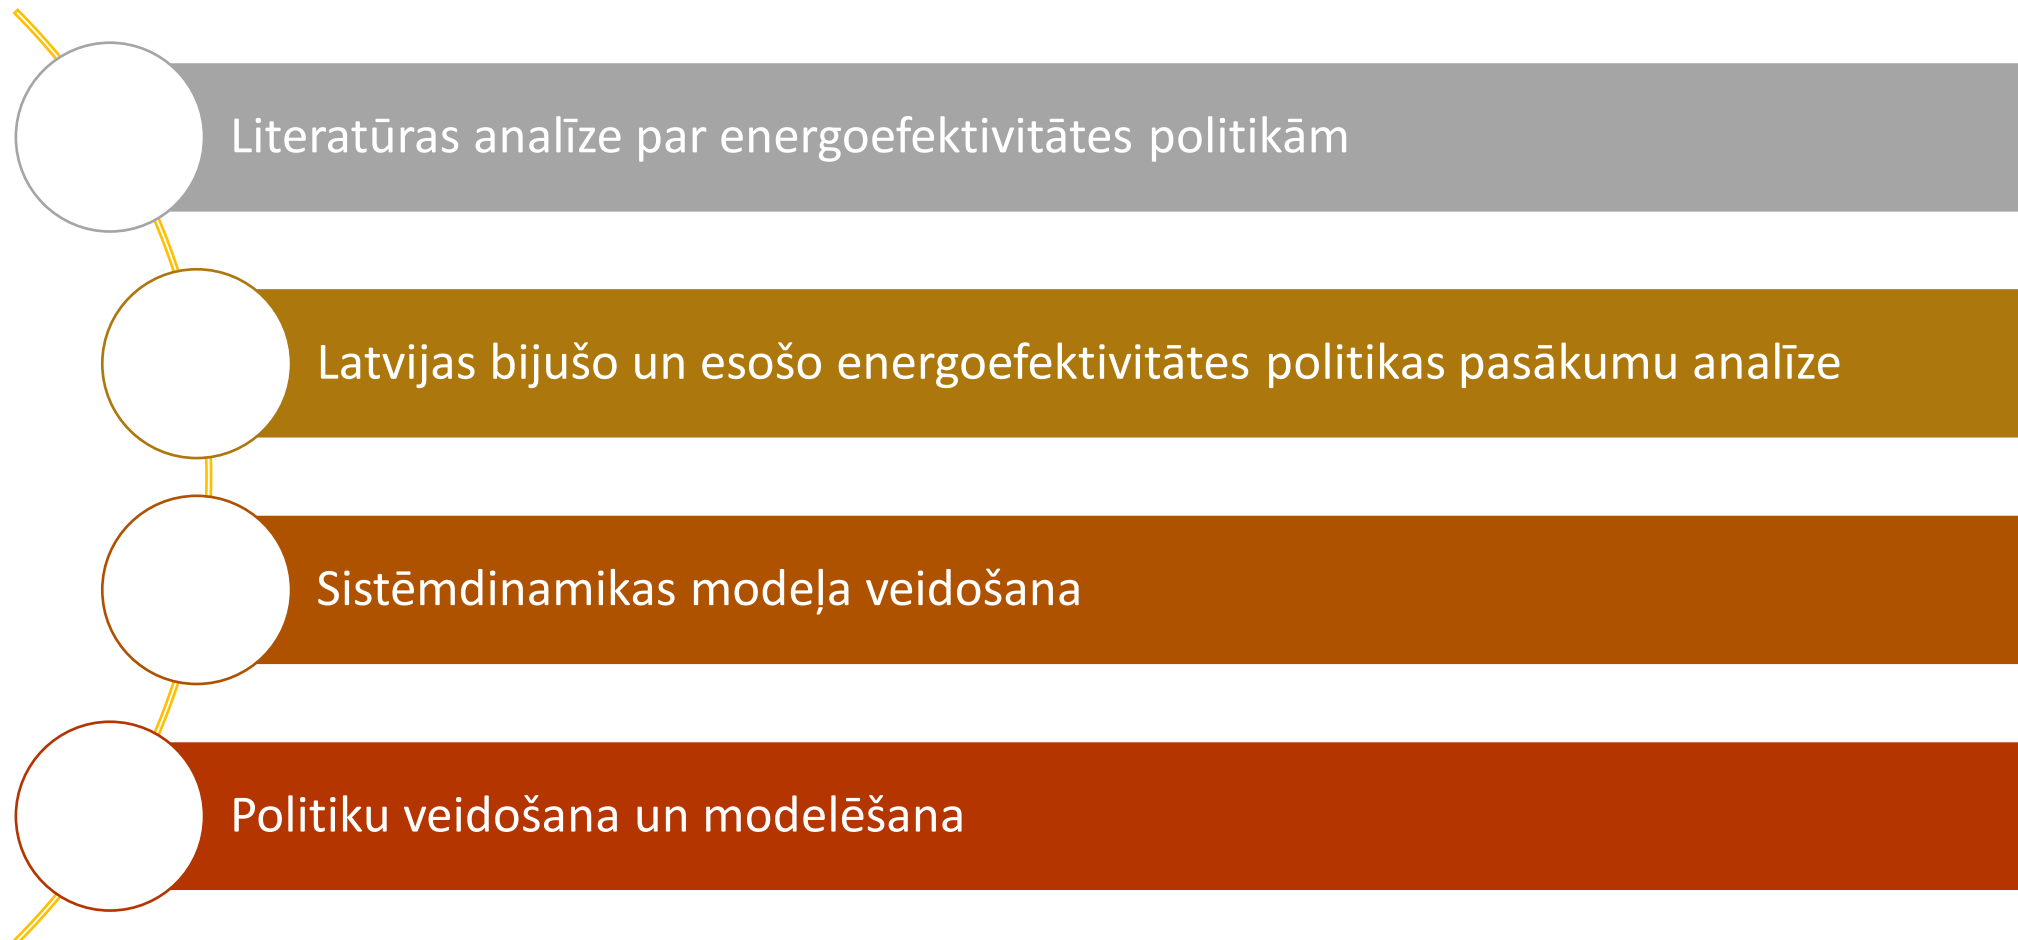 Literatūras analīze par energoefektivitātes politikām
Latvijas bijušo un esošo energoefektivitātes politikas pasākumu analīze
Sistēmdinamikas modeļa veidošana
Politiku veidošana un modelēšana